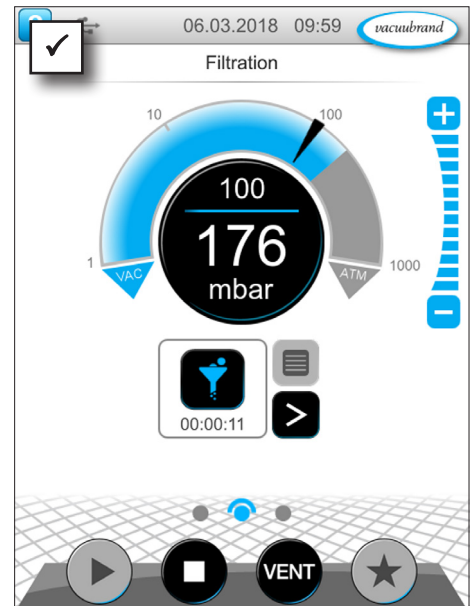 06.03.2018 09:59 vacuubrand
Filtration
10
100
100
176
mbar
1
VAC
ATM
1000
00:00:11
VENT